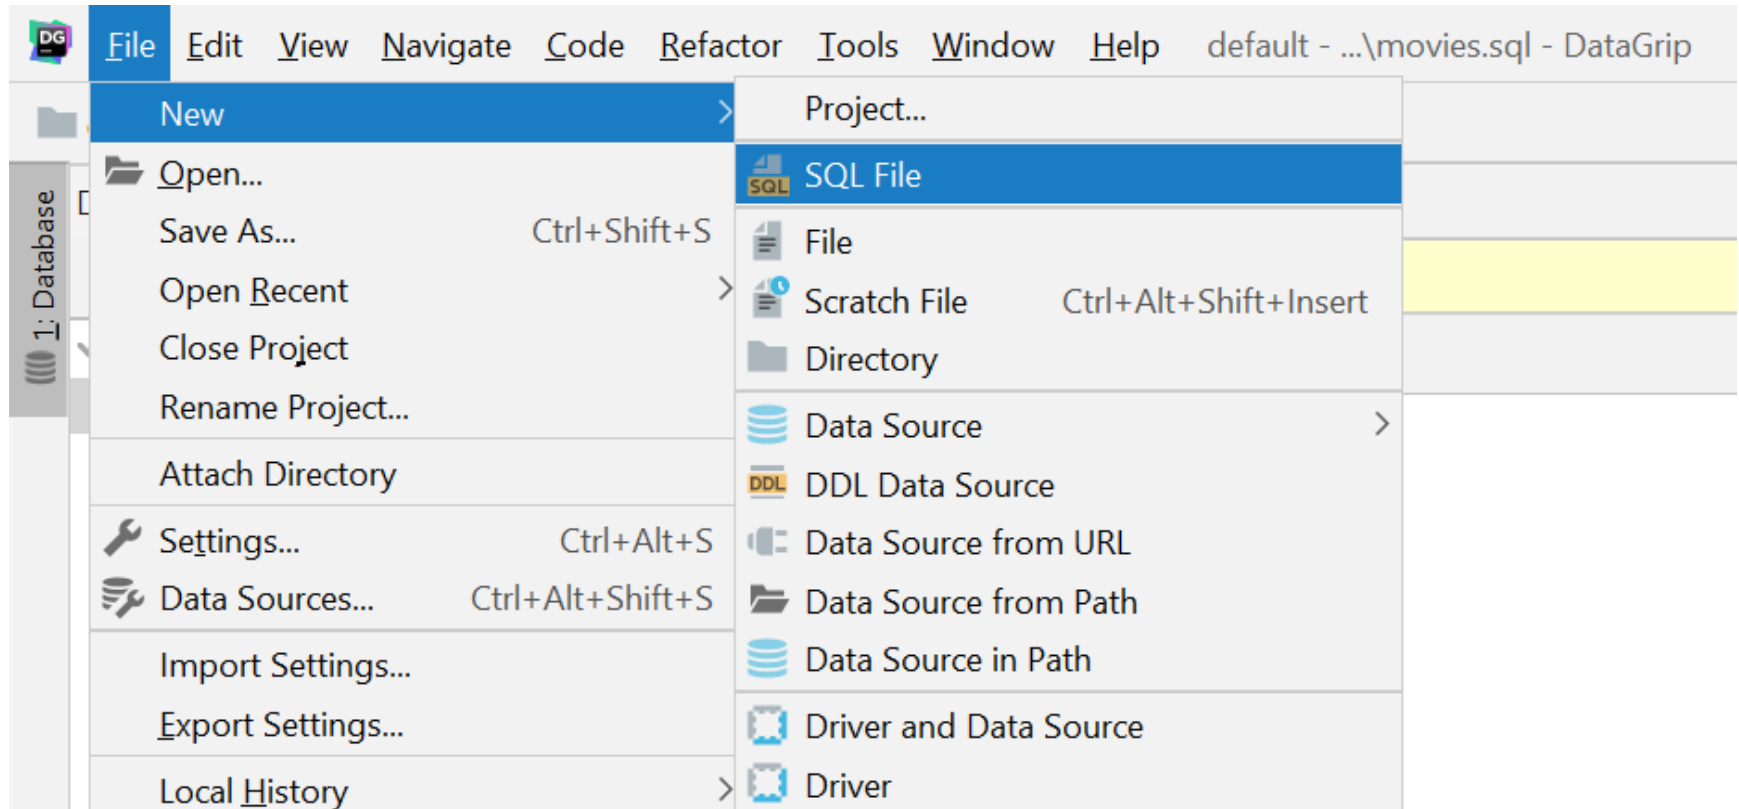 DG File Edit View Navigate Code Refactor Tools Window Help default - ...\movies.sql - DataGrip
New
Open...
Save As... Ctrl+Shift+S
Open Recent
Close Project
Rename Project...
Attach Directory
Settings... Ctrl+Alt+S
Data Sources... Ctrl+Alt+Shift+S
Import Settings...
Export Settings...
Local History
Project...
SQL SQL File
File
Scratch File Ctrl+Alt+Shift+Insert
Directory
Data Source
DDL DDL Data Source
Data Source from URL
Data Source from Path
Data Source in Path
Driver and Data Source
Driver
1: Database